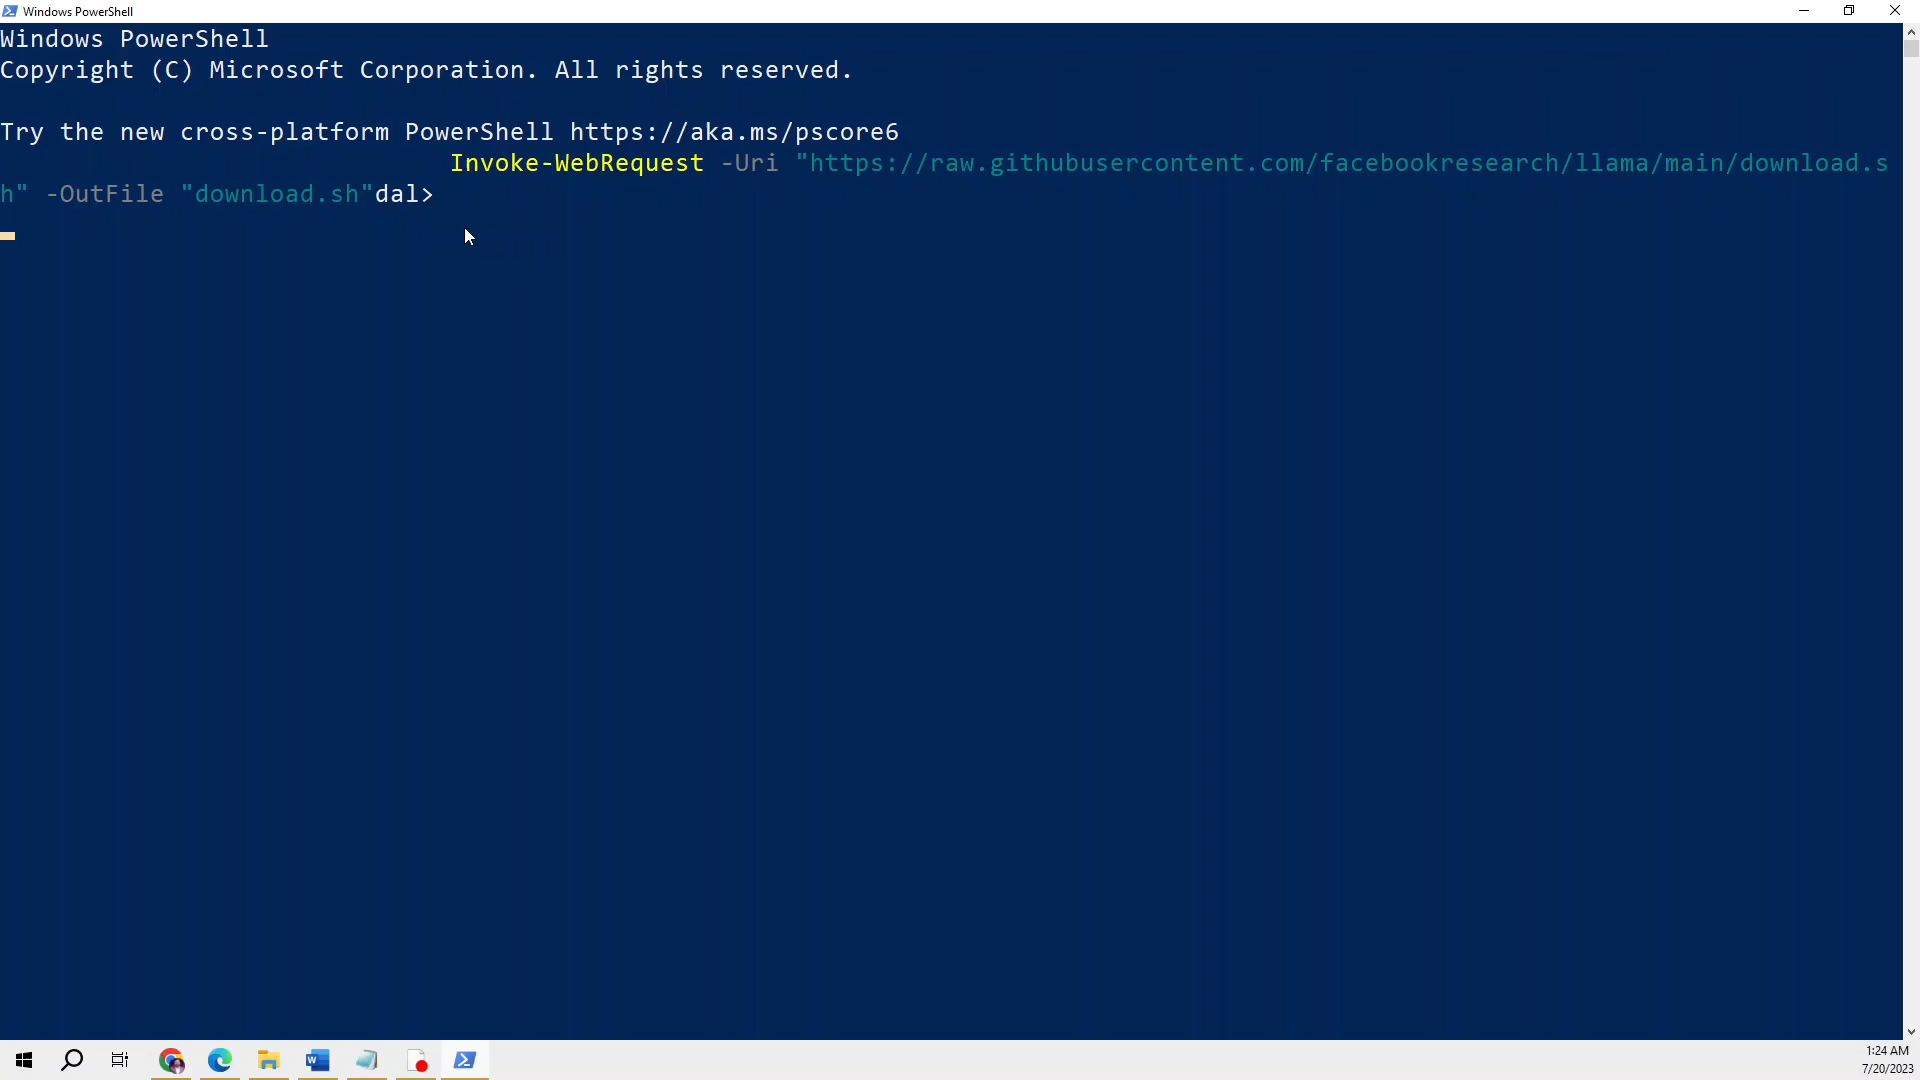 Windows PowerShell
Windows PowerShell
Copyright (C) Microsoft Corporation. All rights reserved.
Try the new cross-platform PowerShell https://aka.ms/pscore6
Invoke-WebRequest -Uri "https://raw.githubusercontent.com/facebookresearch/llama/main/download.s
h" -OutFile "download.sh"dal>
1:24 AM
7/20/2023